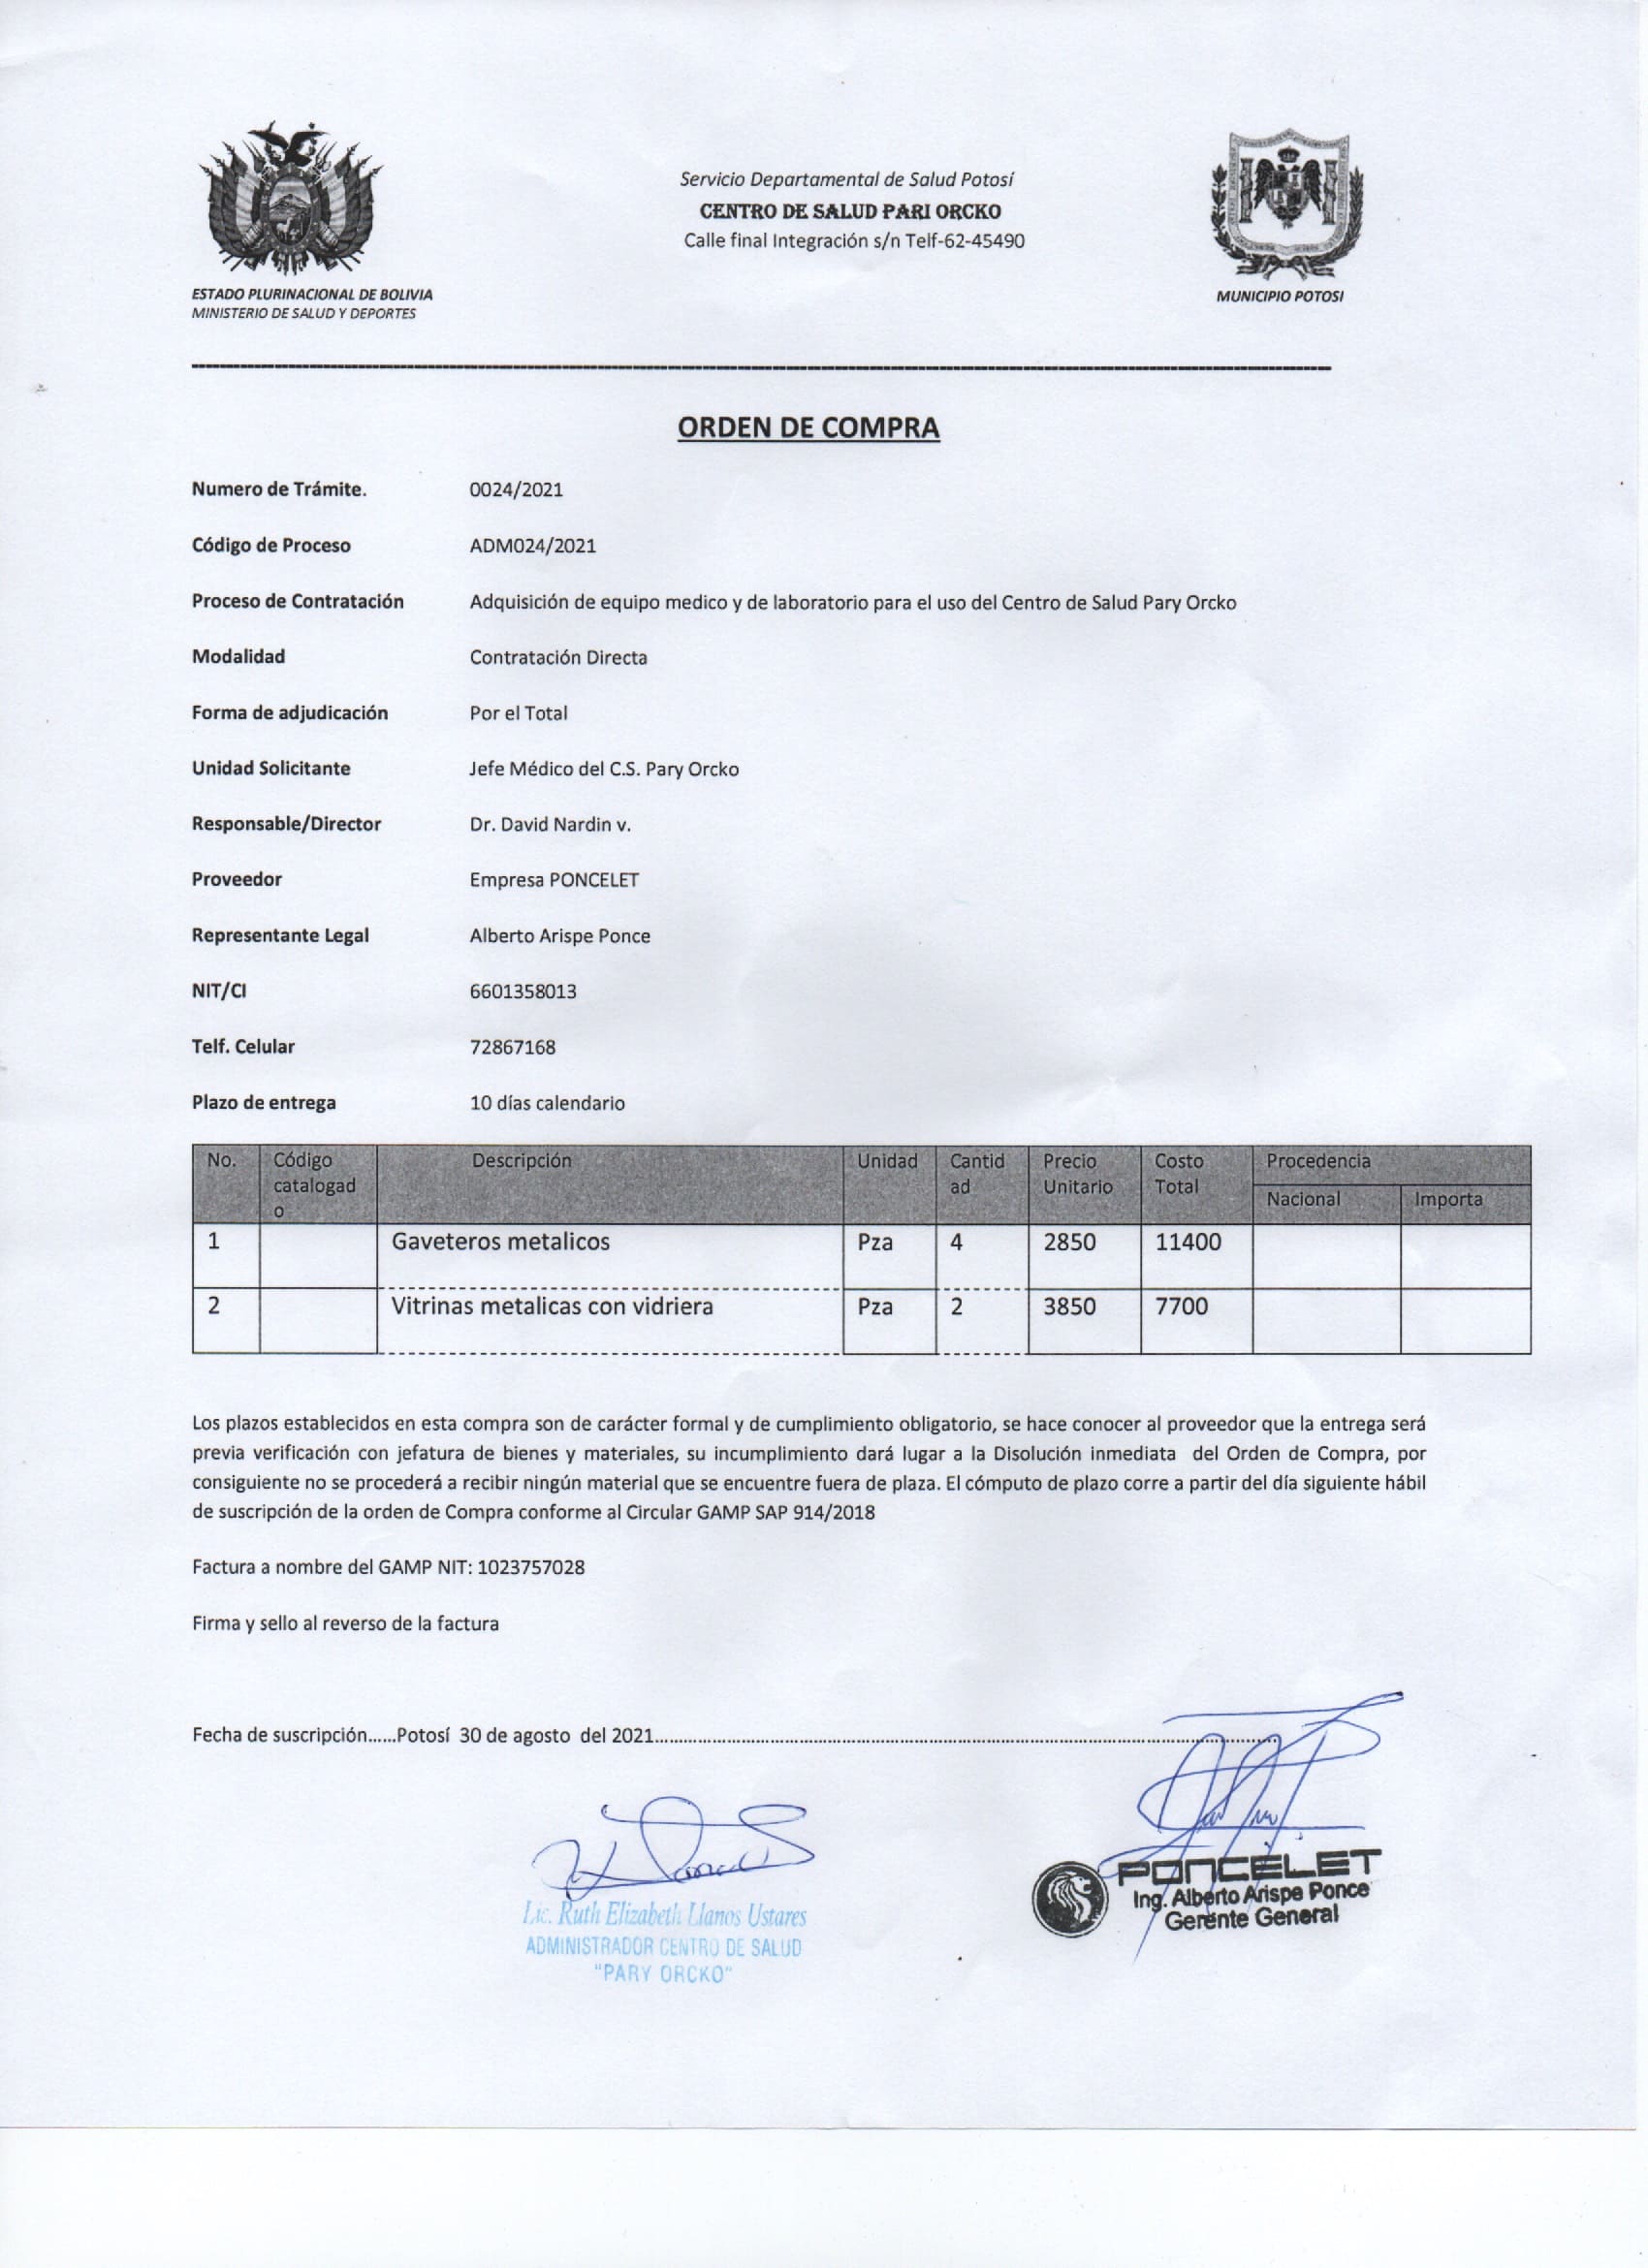 Servicio Departamental de Salud Potosí
CENTRO DE SALUD PARI ORCKO
Calle final Integración s/n Telf-62-45490
ESTADO PLURINACIONAL DE BOLIVIA
MINISTERIO DE SALUD Y DEPORTES
MUNICIPIO POTOSI
ORDEN DE COMPRA
Numero de Trámite. 0024/2021
Código de Proceso ADM024/2021
Proceso de Contratación Adquisición de equipo medico y de laboratorio para el uso del Centro de Salud Pary Orcko
Modalidad Contratación Directa
Forma de adjudicación Por el Total
Unidad Solicitante Jefe Médico del C.S. Pary Orcko
Responsable/Director Dr. David Nardin v.
Proveedor Empresa PONCELET
Representante Legal Alberto Arispe Ponce
NIT/CI 6601358013
Telf. Celular 72867168
Plazo de entrega 10 días calendario
No. Código Descripción Unidad Cantid Precio Costo Procedencia
catalogad ad Unitario Total
o Nacional Importa
1 Gaveteros metalicos Pza 4 2850 11400
2 Vitrinas metalicas con vidriera Pza 2 3850 7700
Los plazos establecidos en esta compra son de carácter formal y de cumplimiento obligatorio, se hace conocer al proveedor que la entrega será
previa verificación con jefatura de bienes y materiales, su incumplimiento dará lugar a la Disolución inmediata del Orden de Compra, por
consiguiente no se procederá a recibir ningún material que se encuentre fuera de plaza. El cómputo de plazo corre a partir del día siguiente hábil
de suscripción de la orden de Compra conforme al Circular GAMP SAP 914/2018
Factura a nombre del GAMP NIT: 1023757028
Firma y sello al reverso de la factura
Fecha de suscripción......Potosí 30 de agosto del 2021..............................
Lic. Ruth Elizabeth Llanos Ustares
ADMINISTRADOR CENTRO DE SALUD
"PARY ORCKO"
PONCELET
Ing. Alberto Arispe Ponce
Gerente General